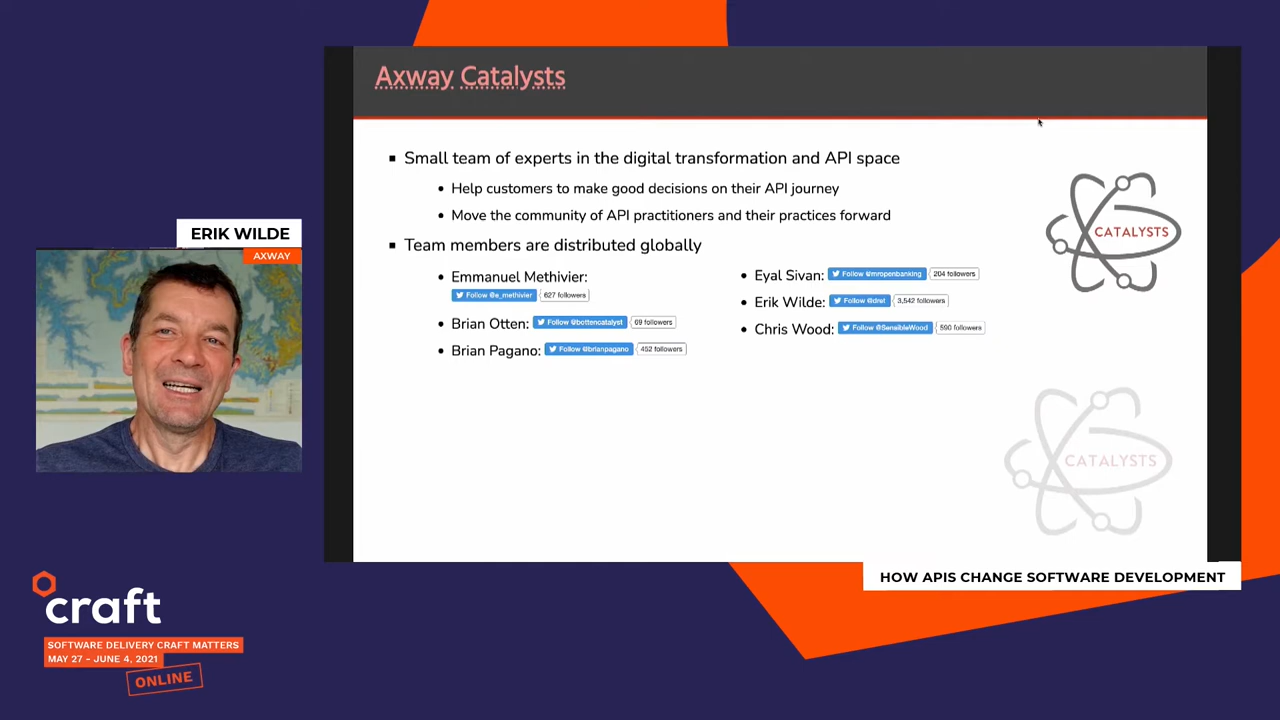 Axway Catalysts
Small team of experts in the digital transformation and API space
Help customers to make good decisions on their API journey
Move the community of API practitioners and their practices forward
Team members are distributed globally
Emmanuel Methivier:
Follow @e_methivier 627 followers
Brian Otten: Follow @bottencatalyst 69 followers
Brian Pagano: Follow @brianpagano 452 followers
Eyal Sivan: Follow @mropenbanking 204 followers
Erik Wilde: Follow @dret 3,542 followers
Chris Wood: Follow @SensibleWood 590 followers
CATALYSTS
CATALYSTS
ERIK WILDE
AXWAY
HOW APIS CHANGE SOFTWARE DEVELOPMENT
craft
SOFTWARE DELIVERY CRAFT MATTERS
MAY 27 - JUNE 4, 2021
ONLINE